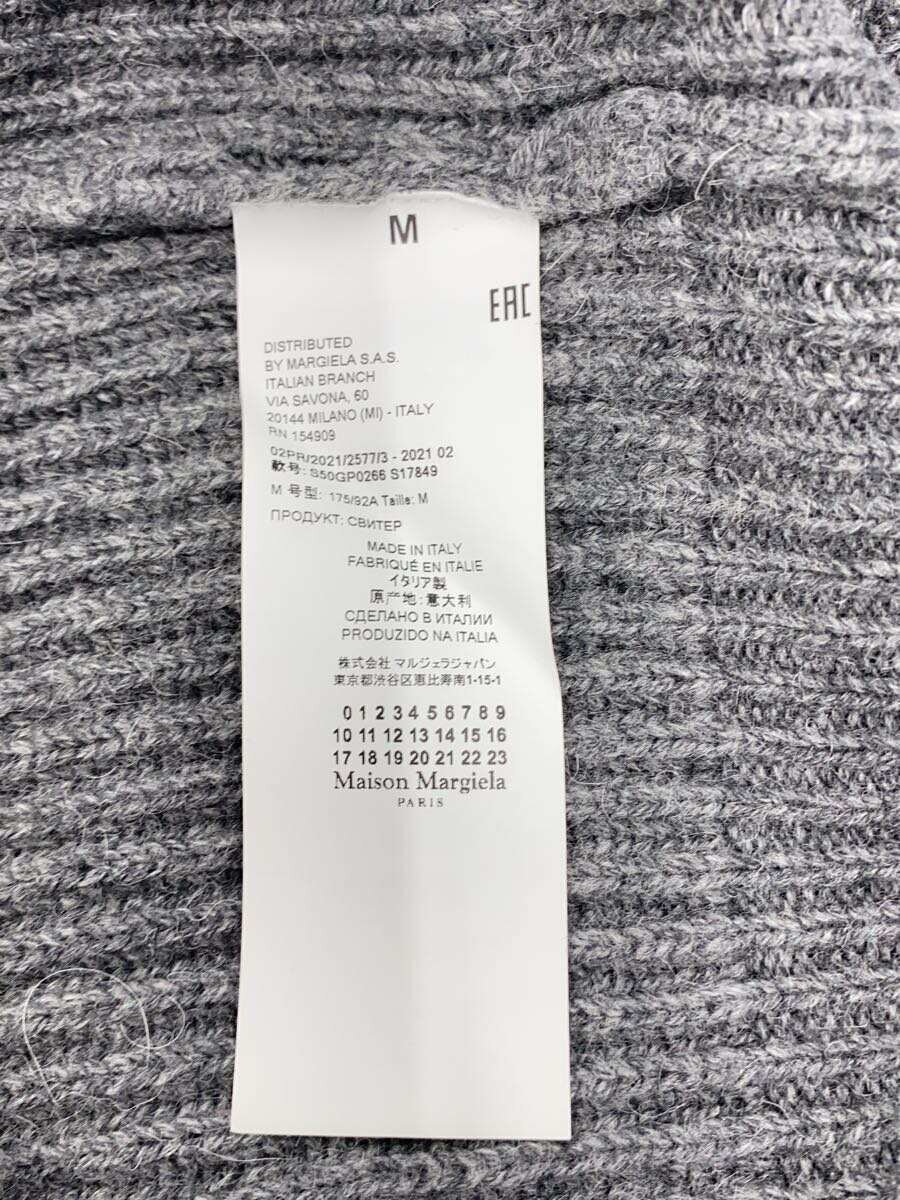 M
EAC
DISTRIBUTED
BY MARGIELA S.A.S.
ITALIAN BRANCH
VIA SAVONA, 60
20144 MILANO (MI) - ITALY
RN 154909
02PR/2021/2577/3 - 2021 02
款号: S50GP0266 S17849
M 号型: 175/92A Taille: M
ПРОДУКТ: СВИТЕР
MADE IN ITALY
FABRIQUÉ EN ITALIE
イタリア製
原产地: 意大利
СДЕЛАНО В ИТАЛИИ
PRODUZIDO NA ITALIA
株式会社 マルジェラジャパン
東京都渋谷区恵比寿南1-15-1
0 1 2 3 4 5 6 7 8 9
10 11 12 13 14 15 16
17 18 19 20 21 22 23
Maison Margiela
PARIS